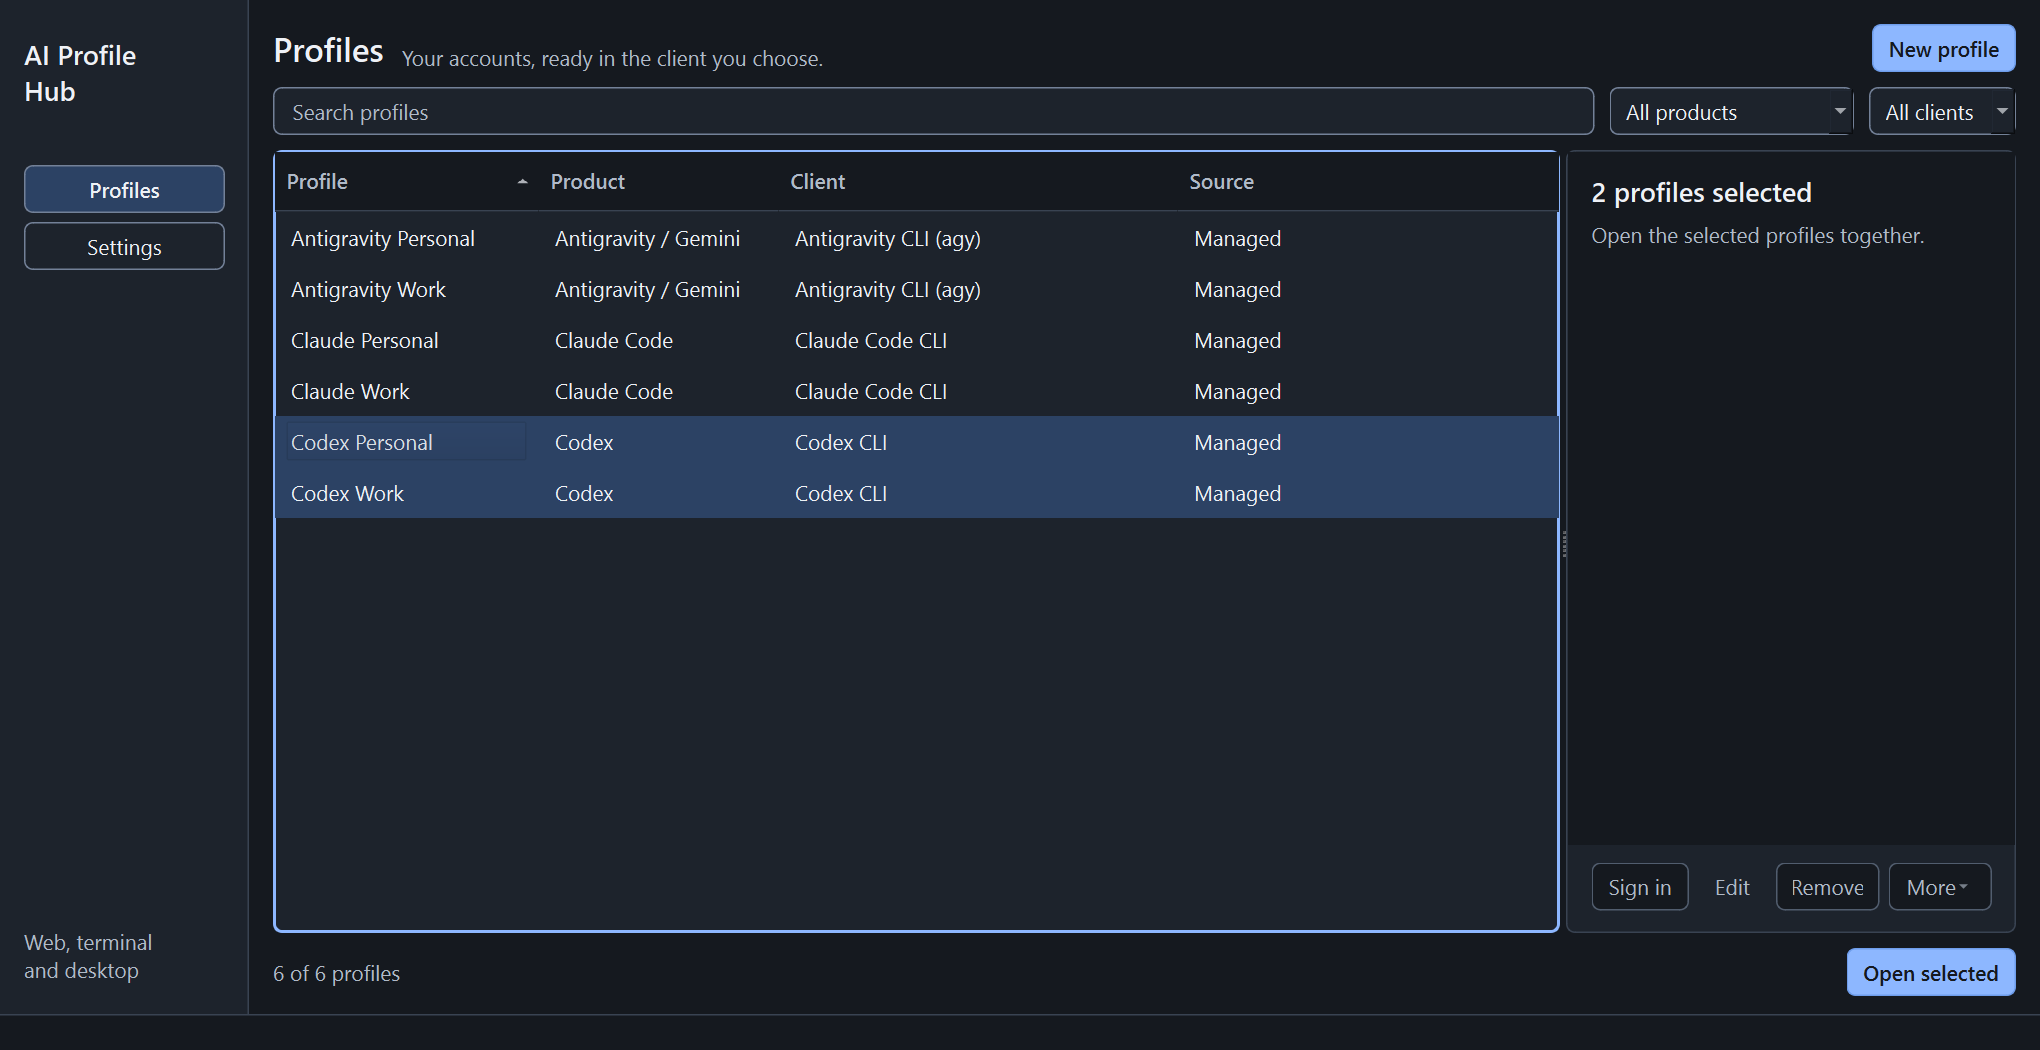 AI Profile
Hub
Profiles
Settings
Web, terminal
and desktop
Profiles Your accounts, ready in the client you choose.
New profile
Search profiles
All products
All clients
Profile Product Client Source
Antigravity Personal Antigravity / Gemini Antigravity CLI (agy) Managed
Antigravity Work Antigravity / Gemini Antigravity CLI (agy) Managed
Claude Personal Claude Code Claude Code CLI Managed
Claude Work Claude Code Claude Code CLI Managed
Codex Personal Codex Codex CLI Managed
Codex Work Codex Codex CLI Managed
2 profiles selected
Open the selected profiles together.
Sign in Edit Remove More
6 of 6 profiles
Open selected